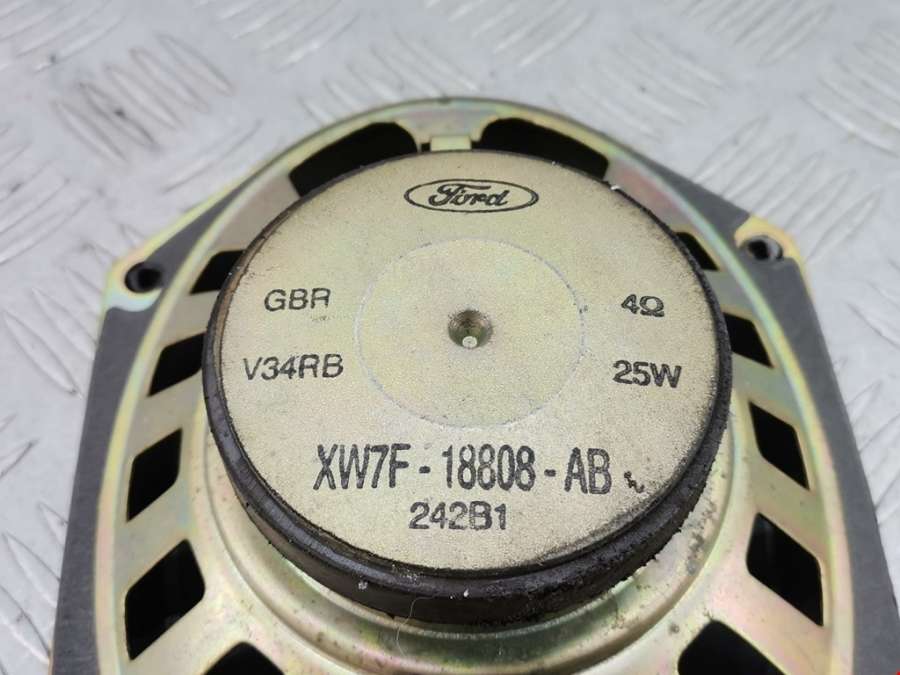 Ford
GBR 4Ω
V34RB 25W
XW7F-18808-AB
242B1